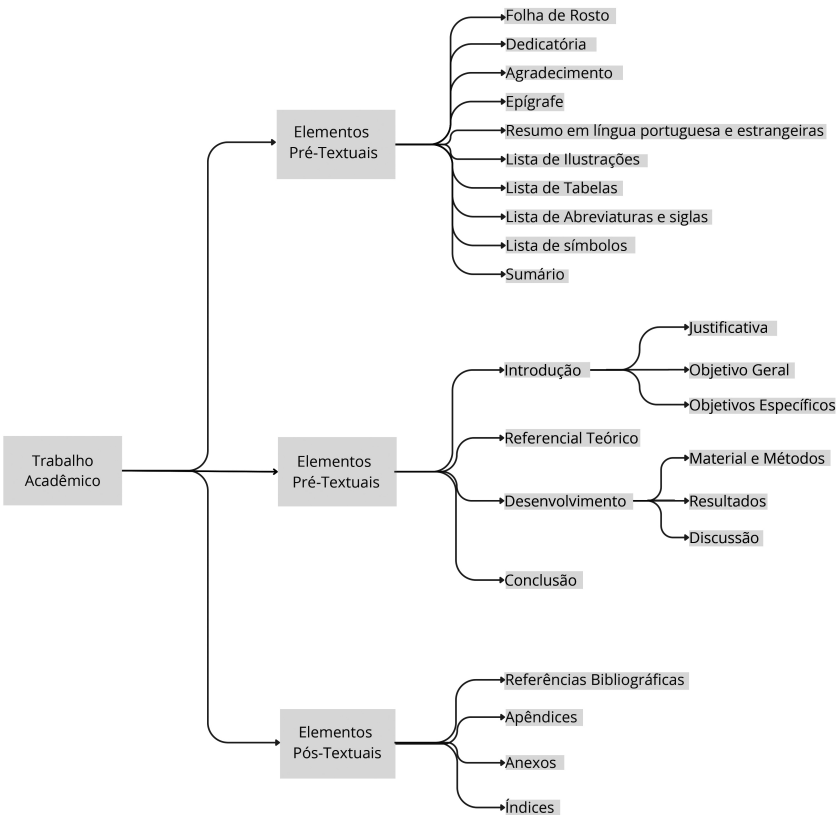 Trabalho
Acadêmico
Elementos
Pré-Textuais
Folha de Rosto
Dedicatória
Agradecimento
Epígrafe
Resumo em língua portuguesa e estrangeiras
Lista de Ilustrações
Lista de Tabelas
Lista de Abreviaturas e siglas
Lista de símbolos
Sumário
Elementos
Pré-Textuais
Introdução
Justificativa
Objetivo Geral
Objetivos Específicos
Referencial Teórico
Desenvolvimento
Material e Métodos
Resultados
Discussão
Conclusão
Elementos
Pós-Textuais
Referências Bibliográficas
Apêndices
Anexos
Índices